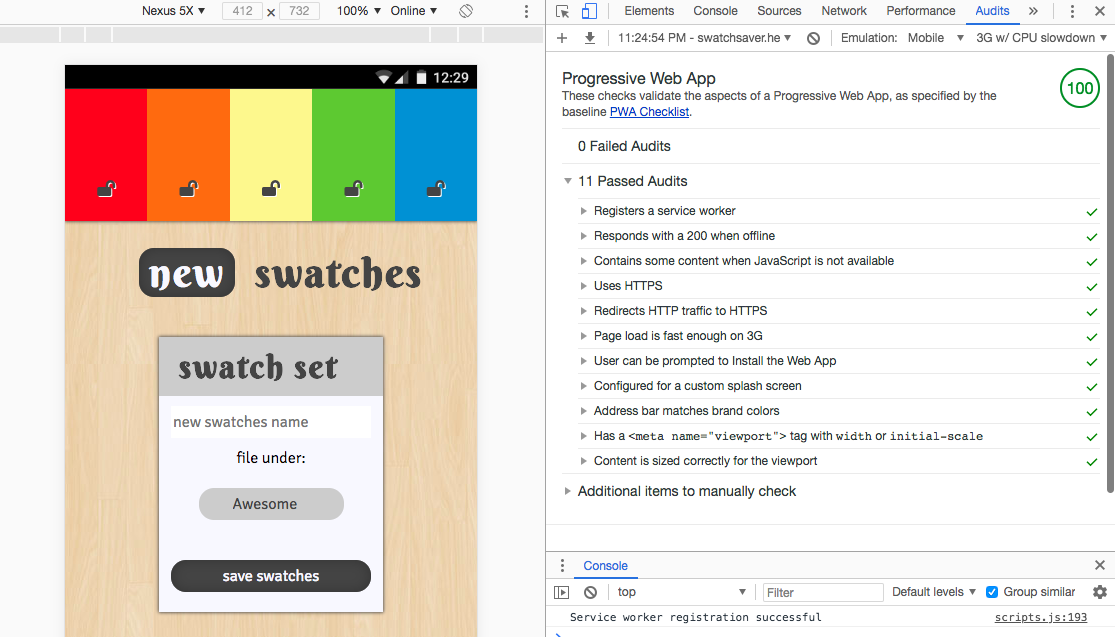 Nexus 5X ▼ 412 × 732 100% ▼ Online ▼
12:29
new swatches
swatch set
new swatches name
file under:
Awesome
save swatches
Elements Console Sources Network Performance Audits »
11:24:54 PM - swatchsaver.he ▼ Emulation: Mobile ▼ 3G w/ CPU slowdown ▼
Progressive Web App
These checks validate the aspects of a Progressive Web App, as specified by the
baseline PWA Checklist.
100
0 Failed Audits
11 Passed Audits
Registers a service worker
Responds with a 200 when offline
Contains some content when JavaScript is not available
Uses HTTPS
Redirects HTTP traffic to HTTPS
Page load is fast enough on 3G
User can be prompted to Install the Web App
Configured for a custom splash screen
Address bar matches brand colors
Has a <meta name="viewport"> tag with width or initial-scale
Content is sized correctly for the viewport
Additional items to manually check
Console
top ▼ Filter Default levels ▼ Group similar
Service worker registration successful scripts.js:193